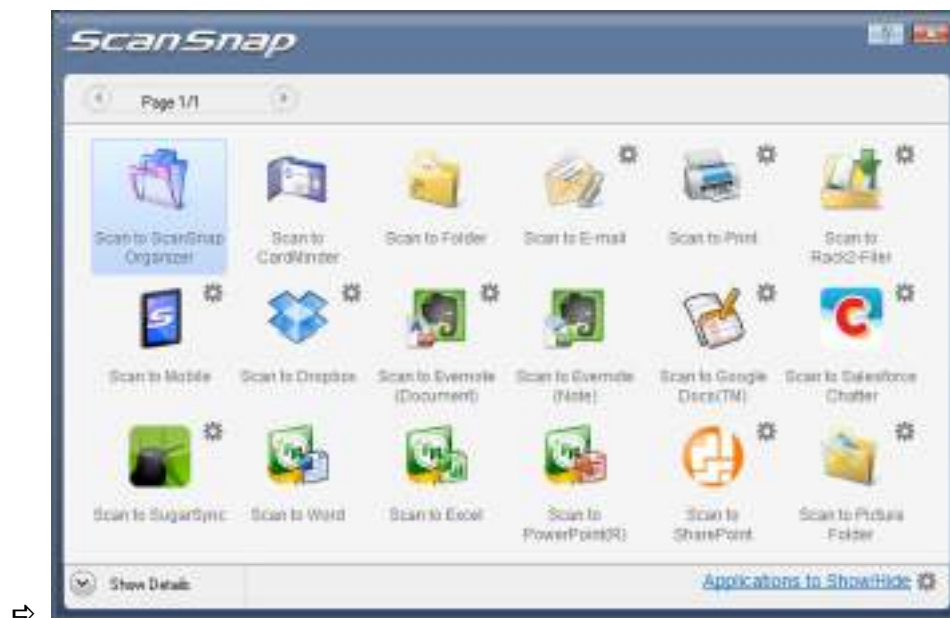 ScanSnap
Page 1/1
Scan to ScanSnap
Organizer
Scan to
CardMinder
Scan to Folder
Scan to E-mail
Scan to Print
Scan to
Rack2-Filer
Scan to Mobile
Scan to Dropbox
Scan to Evernote
(Document)
Scan to Evernote
(Note)
Scan to Google
Docs(TM)
Scan to Salesforce
Chatter
Scan to SugarSync
Scan to Word
Scan to Excel
Scan to
PowerPoint(R)
Scan to
SharePoint
Scan to Picture
Folder
Show Details
Applications to Show/Hide